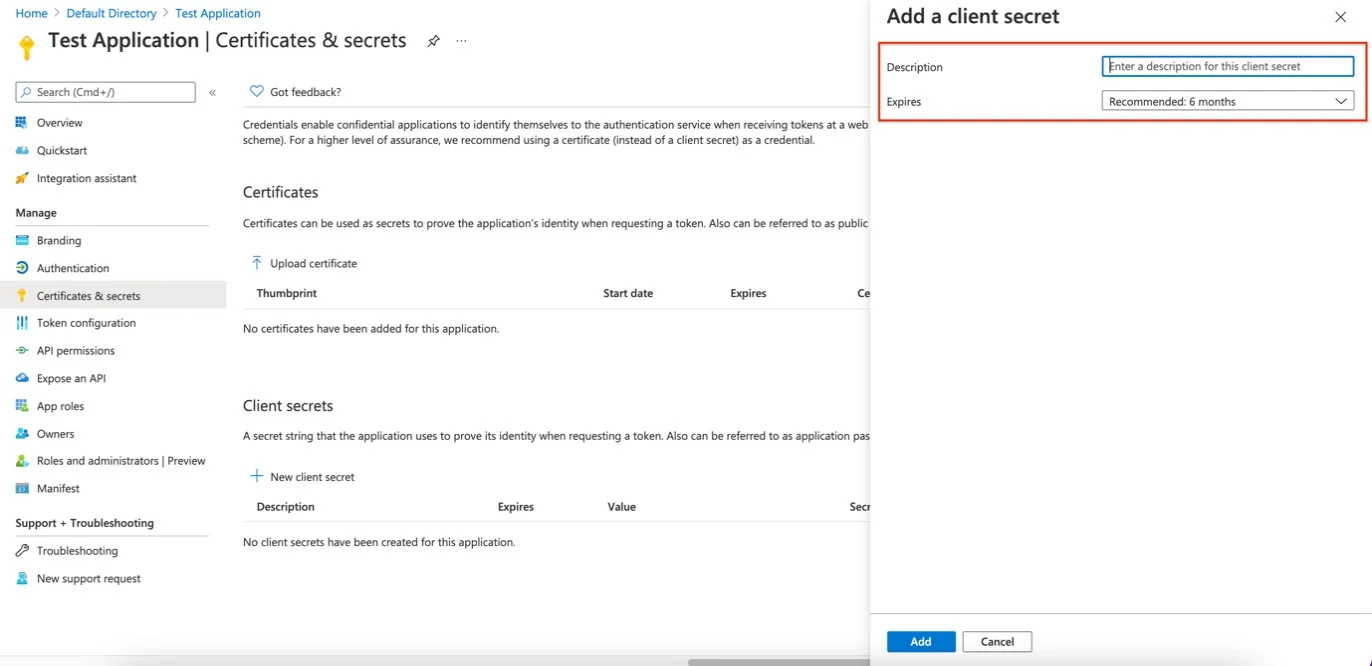 Home > Default Directory > Test Application
Test Application | Certificates & secrets ...
Search (Cmd+/) «
Overview
Quickstart
Integration assistant
Manage
Branding
Authentication
Certificates & secrets
Token configuration
API permissions
Expose an API
App roles
Owners
Roles and administrators | Preview
Manifest
Support + Troubleshooting
Troubleshooting
New support request
Got feedback?
Credentials enable confidential applications to identify themselves to the authentication service when receiving tokens at a web
scheme). For a higher level of assurance, we recommend using a certificate (instead of a client secret) as a credential.
Certificates
Certificates can be used as secrets to prove the application's identity when requesting a token. Also can be referred to as public
Upload certificate
Thumbprint Start date Expires Ce
No certificates have been added for this application.
Client secrets
A secret string that the application uses to prove its identity when requesting a token. Also can be referred to as application pas
New client secret
Description Expires Value Secr
No client secrets have been created for this application.
Add a client secret
Description Enter a description for this client secret
Expires Recommended: 6 months
Add Cancel